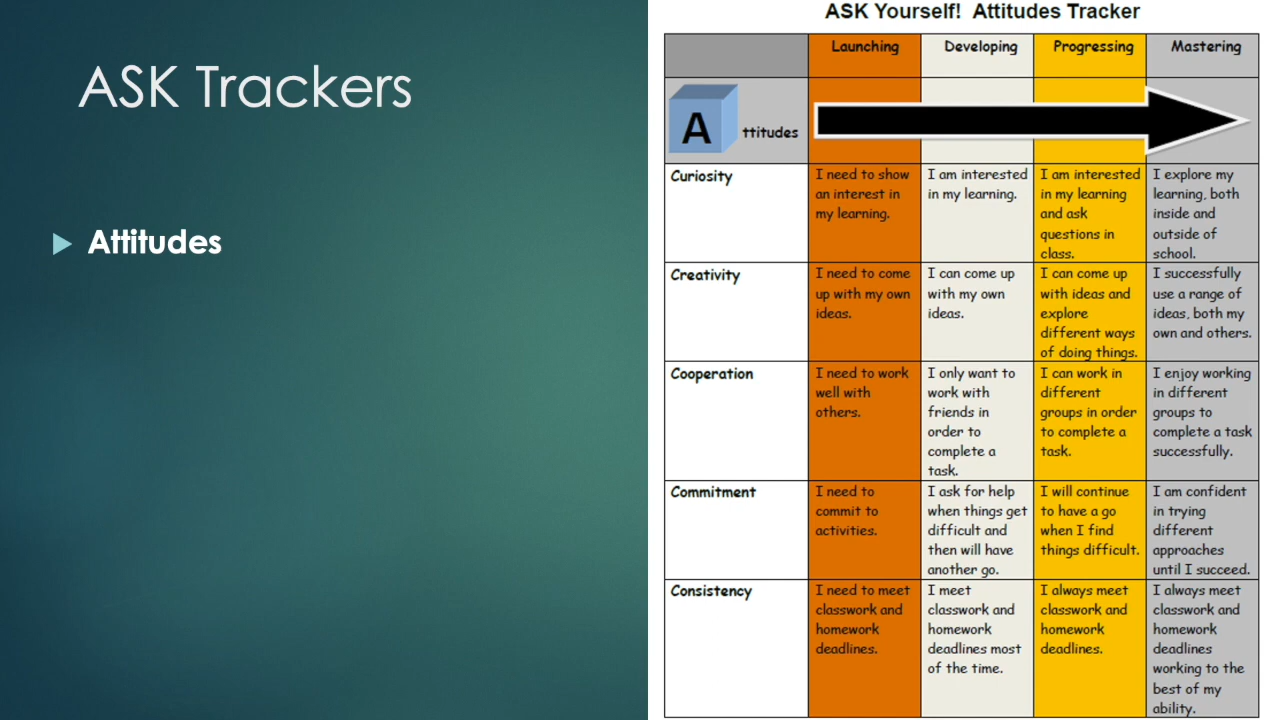 ASK Trackers
Attitudes
ASK Yourself!  Attitudes Tracker
Launching
Developing
Progressing
Mastering
A ttitudes
Curiosity
I need to show
an interest in
my learning.
I am interested
in my learning.
I am interested
in my learning
and ask
questions in
class.
I explore my
learning, both
inside and
outside of
school.
Creativity
I need to come
up with my own
ideas.
I can come up
with my own
ideas.
I can come up
with ideas and
explore
different ways
of doing things.
I successfully
use a range of
ideas, both my
own and others.
Cooperation
I need to work
well with
others.
I only want to
work with
friends in
order to
complete a
task.
I can work in
different
groups in order
to complete a
task.
I enjoy working
in different
groups to
complete a task
successfully.
Commitment
I need to
commit to
activities.
I ask for help
when things get
difficult and
then will have
another go.
I will continue
to have a go
when I find
things difficult.
I am confident
in trying
different
approaches
until I succeed.
Consistency
I need to meet
classwork and
homework
deadlines.
I meet
classwork and
homework
deadlines most
of the time.
I always meet
classwork and
homework
deadlines.
I always meet
classwork and
homework
deadlines
working to the
best of my
ability.